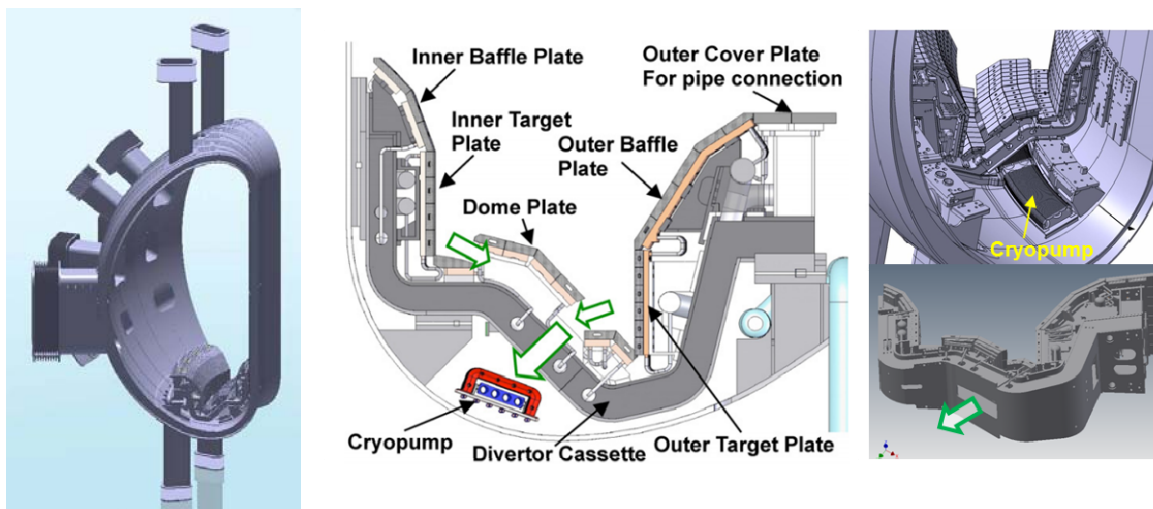 Inner Baffle Plate
Outer Cover Plate
For pipe connection
Inner Target
Plate
Outer Baffle
Plate
Dome Plate
Cryopump
Divertor Cassette
Outer Target Plate
Cryopump